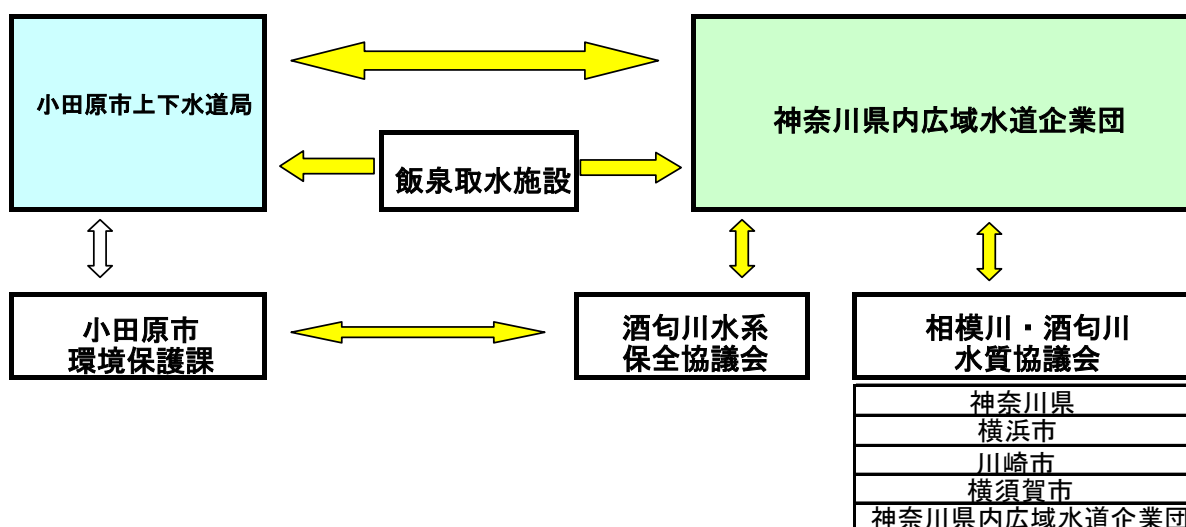 小田原市上下水道局
神奈川県内広域水道企業団
飯泉取水施設
小田原市
環境保護課
酒匂川水系
保全協議会
相模川・酒匂川
水質協議会
神奈川県
横浜市
川崎市
横須賀市
神奈川県内広域水道企業団